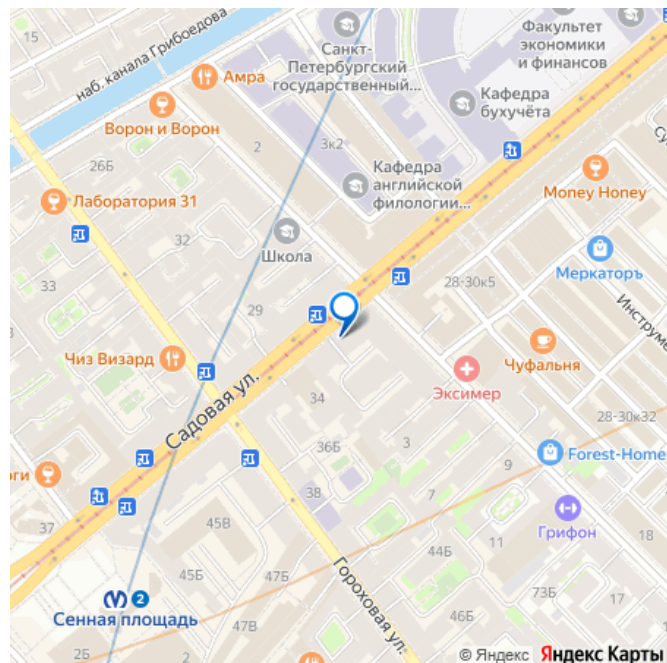 15
наб. канала Грибоедова
Амра
Санкт-
Петербургский
государственный...
Факультет
экономики
и финансов
Кафедра
бухучёта
Ворон и Ворон
2
3к2
26Б
Кафедра
английской
филологии...
Money Honey
Лаборатория 31
32
Школа
Меркаторъ
33
28-30к5
29
Чиз Визард
Чуфальня
Эксимер
Садовая ул.
34
28-30к32
36Б
3
9
Forest-Home
37
38
7
Грифон
18
45В
11
44Б
45Б
47Б
Гороховая ул.
73Б
17
2
Сенная площадь
46Б
47В
2Б
© Яндекс Яндекс Карты